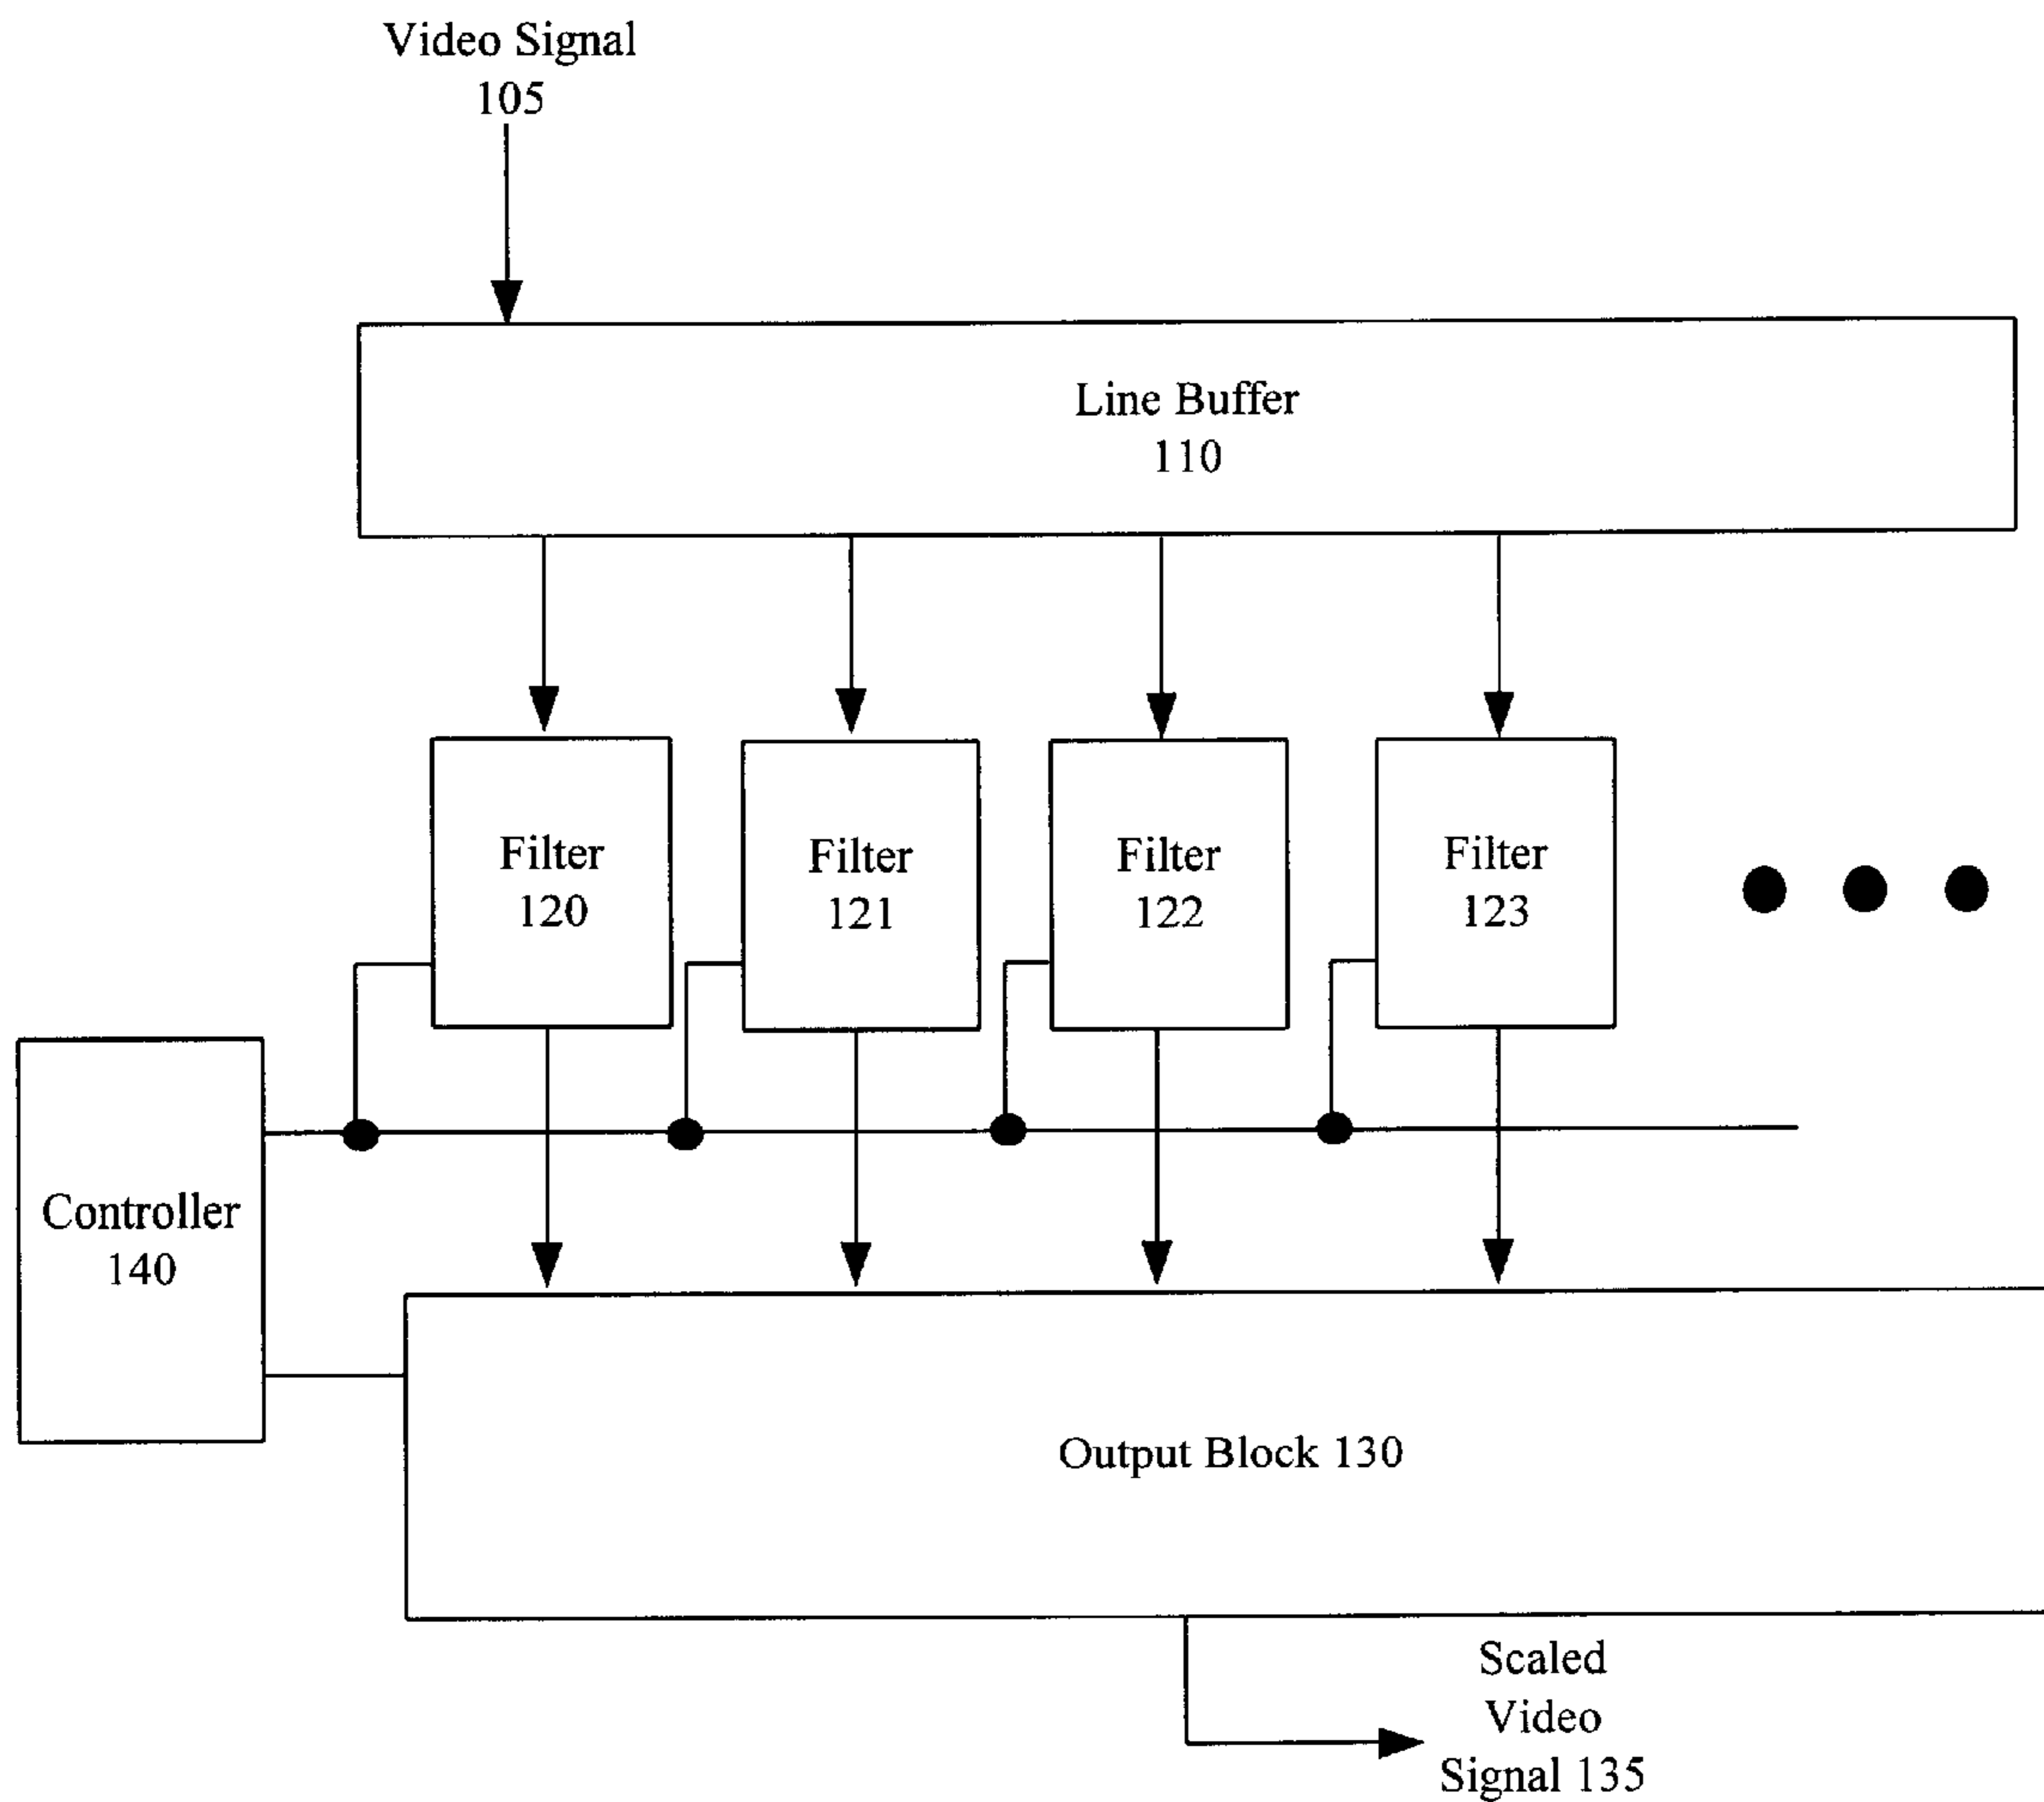 Video Signal
105
Line Buffer
110
Filter
120
Filter
121
Filter
122
Filter
123
Controller
140
Output Block 130
Scaled
Video
Signal 135